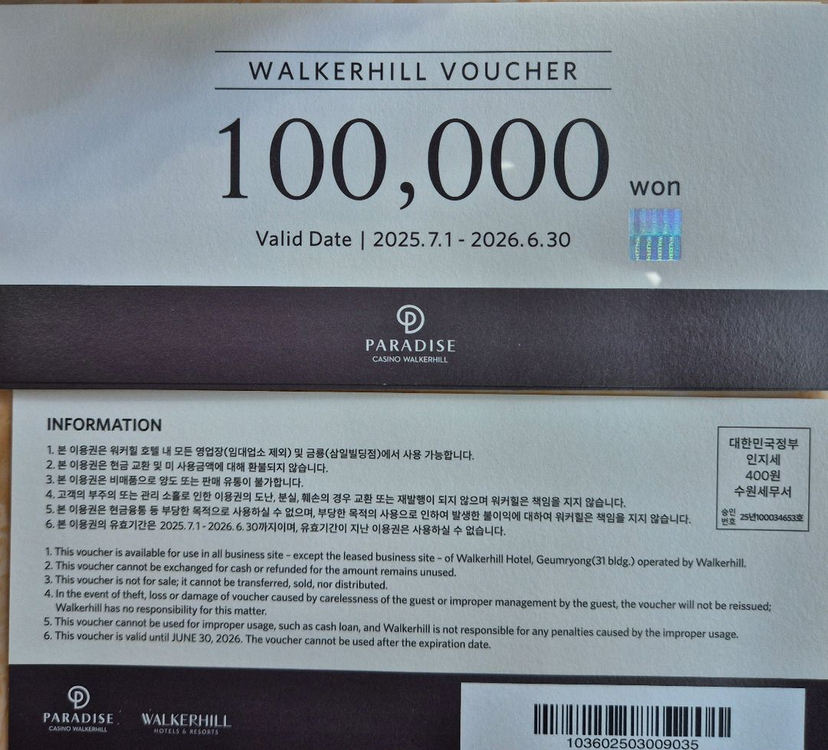 WALKERHILL VOUCHER
100,000 won
Valid Date | 2025.7.1 - 2026.6.30
PARADISE
CASINO WALKERHILL
INFORMATION
1. 본 이용권은 워커힐 호텔 내 모든 영업장(임대업소 제외) 및 금룡(삼일빌딩점)에서 사용 가능합니다.
2. 본 이용권은 현금 교환 및 미 사용금액에 대해 환불되지 않습니다.
3. 본 이용권은 비매품으로 양도 또는 판매 유통이 불가합니다.
4. 고객의 부주의 또는 관리 소홀로 인한 이용권의 도난, 분실, 훼손의 경우 교환 또는 재발행이 되지 않으며 워커힐은 책임을 지지 않습니다.
5. 본 이용권은 현금융통 등 부당한 목적으로 사용하실 수 없으며, 부당한 목적의 사용으로 인하여 발생한 불이익에 대하여 워커힐은 책임을 지지 않습니다.
6. 본 이용권의 유효기간은 2025.7.1 - 2026. 6.30까지이며, 유효기간이 지난 이용권은 사용하실 수 없습니다.
대한민국정부
인지세
400원
수원세무서
승인번호 25년100034653호
1. This voucher is available for use in all business site – except the leased business site – of Walkerhill Hotel, Geumryong(31 bldg.) operated by Walkerhill.
2. This voucher cannot be exchanged for cash or refunded for the amount remains unused.
3. This voucher is not for sale; it cannot be transferred, sold, nor distributed.
4. In the event of theft, loss or damage of voucher caused by carelessness of the guest or improper management by the guest, the voucher will not be reissued;
Walkerhill has no responsibility for this matter.
5. This voucher cannot be used for improper usage, such as cash loan, and Walkerhill is not responsible for any penalties caused by the improper usage.
6. This voucher is valid until JUNE 30, 2026. The voucher cannot be used after the expiration date.
PARADISE
CASINO WALKERHILL
WALKERHILL
HOTELS & RESORTS
103602503009035